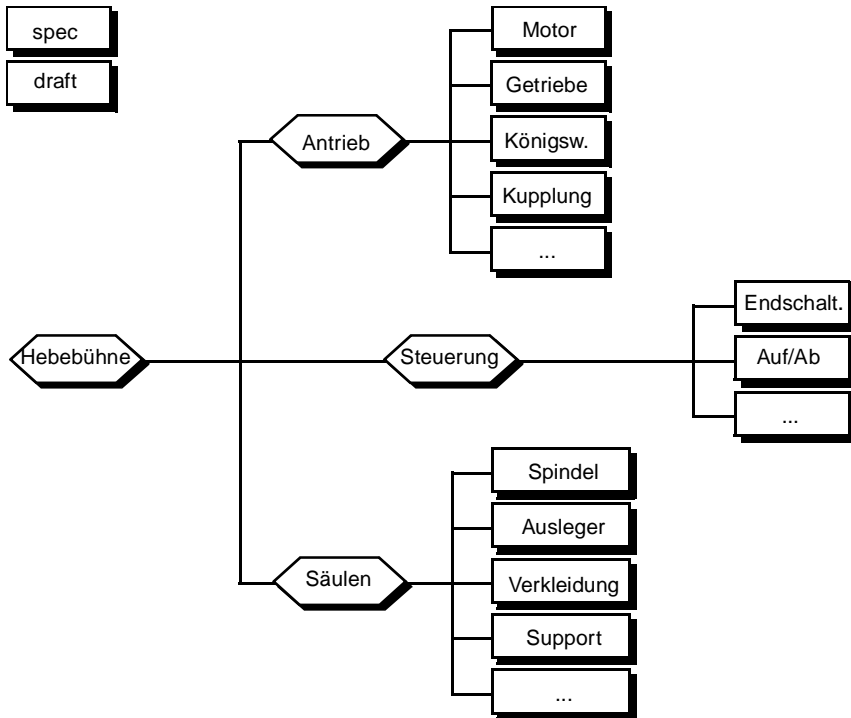 spec
draft
Motor
Getriebe
Königsw.
Kupplung
...
Antrieb
Hebebühne
Steuerung
Endschalt.
Auf/Ab
...
Säulen
Spindel
Ausleger
Verkleidung
Support
...